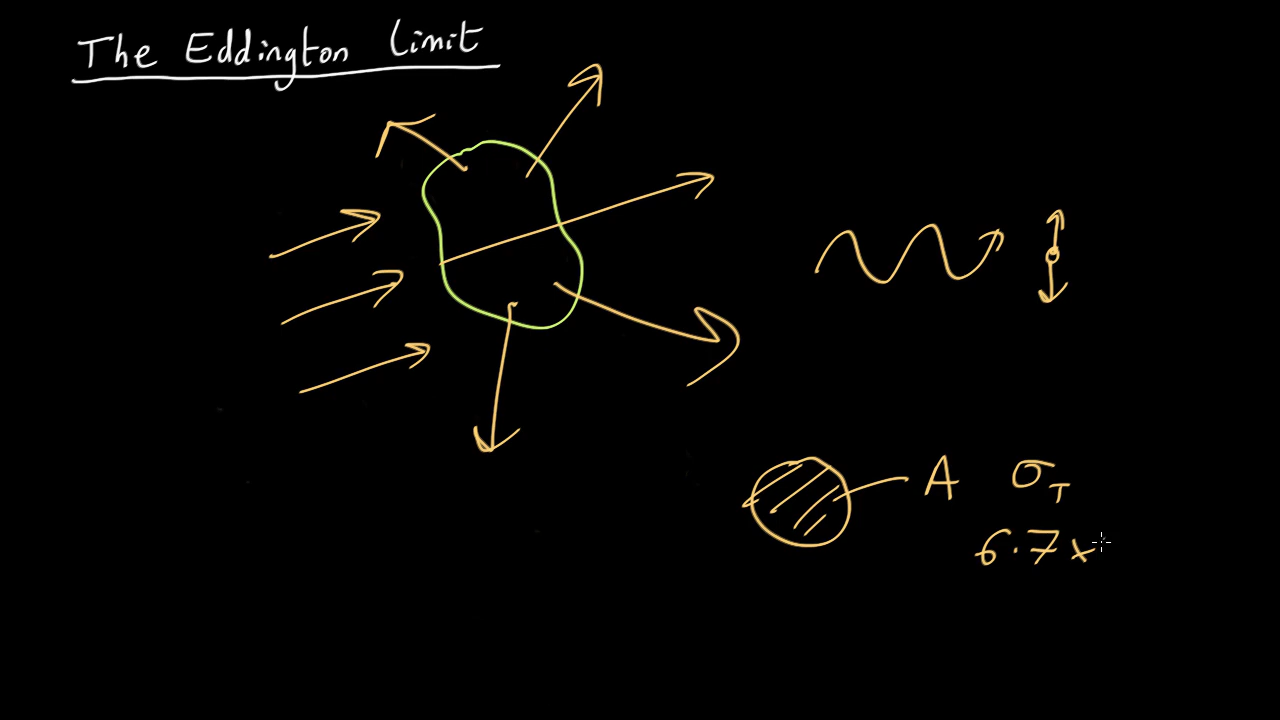 The Eddington Limit
A σ_T
6.7 ×